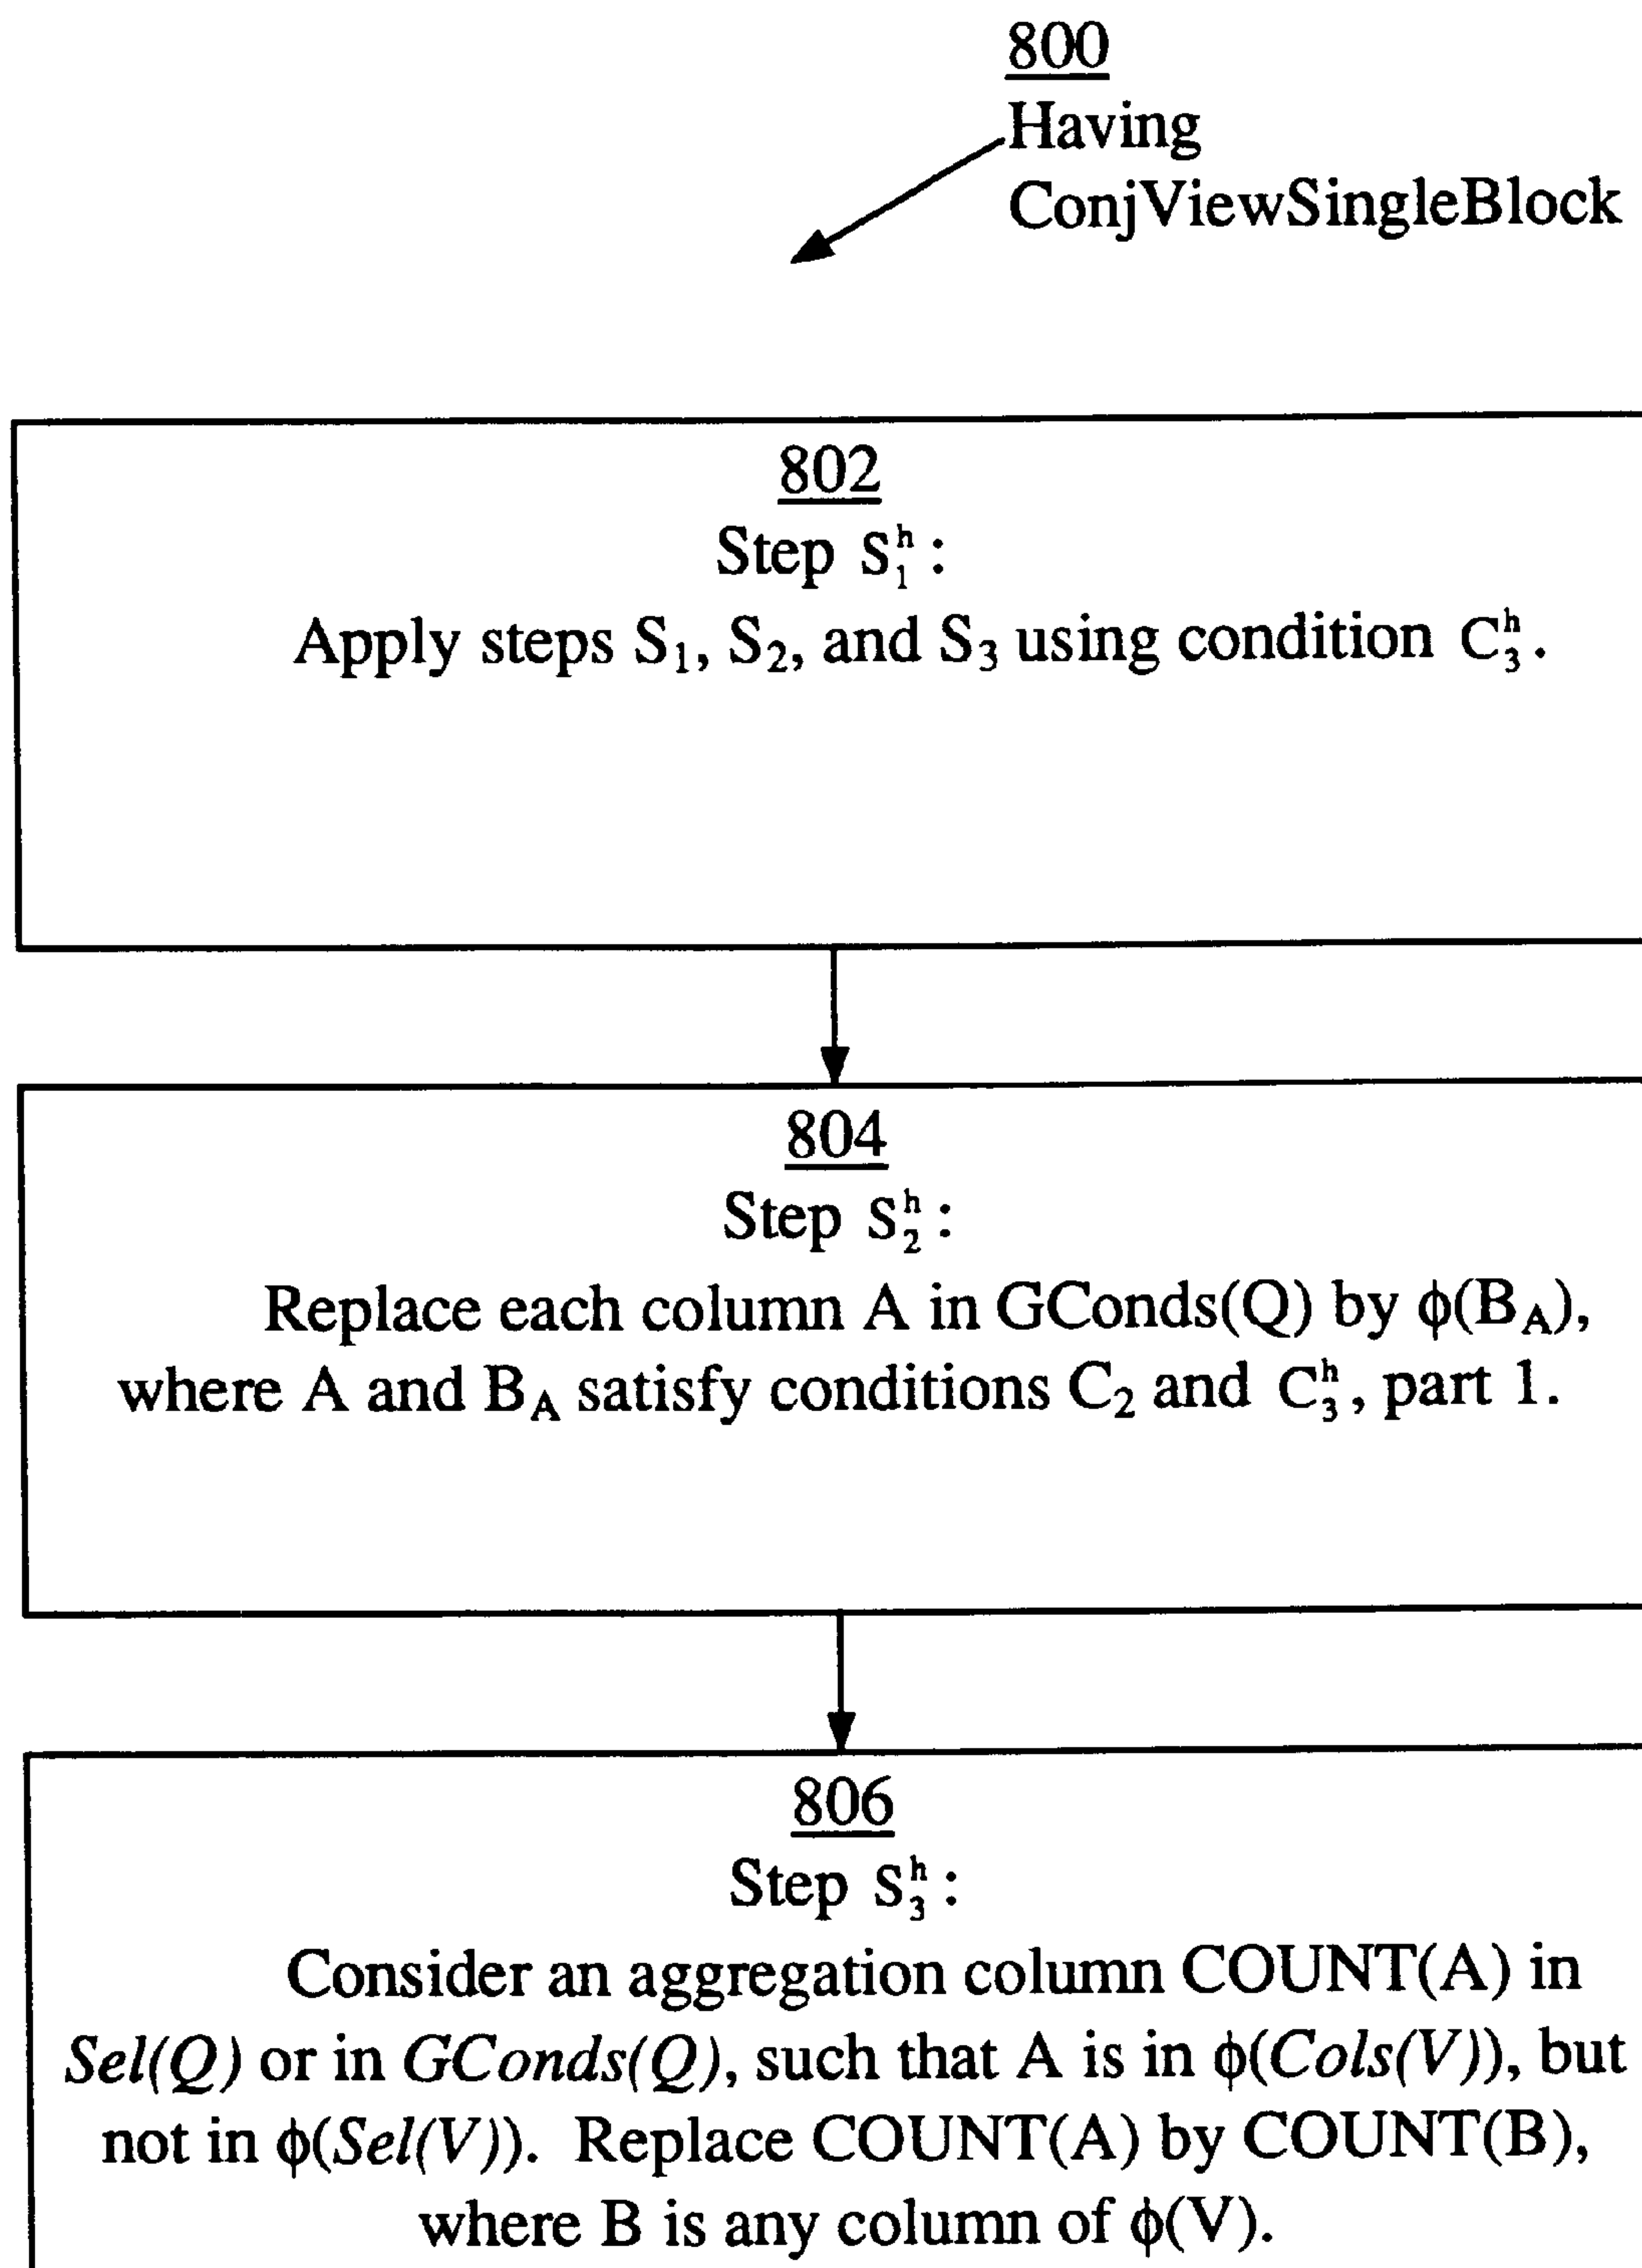 800
Having
ConjViewSingleBlock
802
Step S₁ʰ:
Apply steps S₁, S₂, and S₃ using condition C₃ʰ.
804
Step S₂ʰ:
Replace each column A in GConds(Q) by ϕ(B_A),
where A and B_A satisfy conditions C₂ and C₃ʰ, part 1.
806
Step S₃ʰ:
Consider an aggregation column COUNT(A) in
Sel(Q) or in GConds(Q), such that A is in ϕ(Cols(V)), but
not in ϕ(Sel(V)). Replace COUNT(A) by COUNT(B),
where B is any column of ϕ(V).